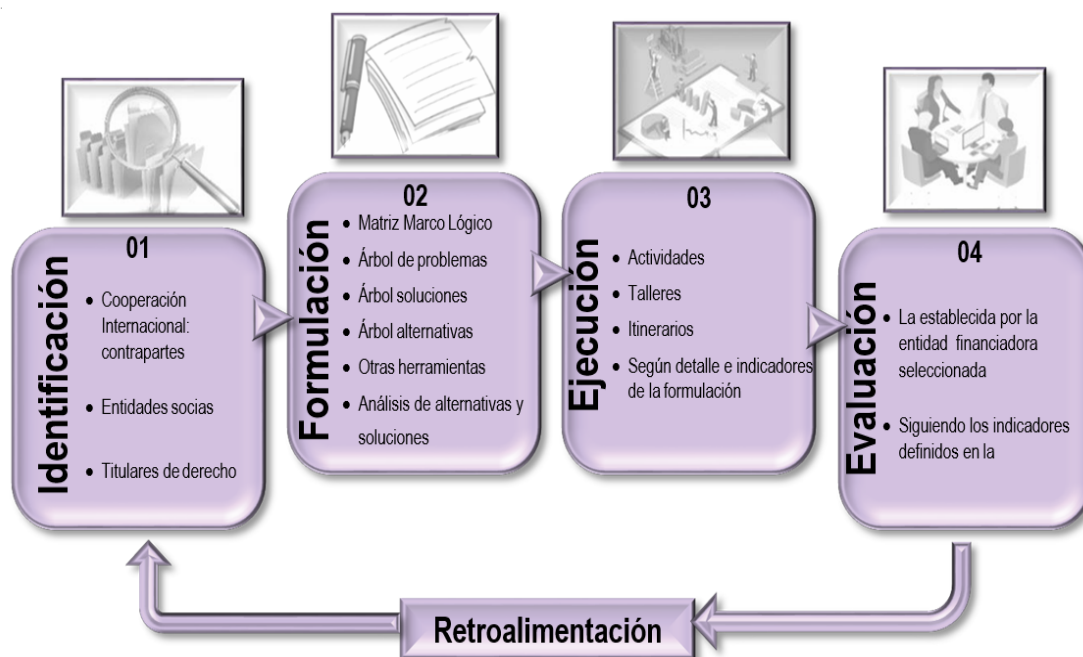 01
Identificación
• Cooperación
Internacional:
contrapartes
• Entidades socias
• Titulares de derecho
02
Formulación
• Matriz Marco Lógico
• Árbol de problemas
• Árbol soluciones
• Árbol alternativas
• Otras herramientas
• Análisis de alternativas y
soluciones
03
Ejecución
• Actividades
• Talleres
• Itinerarios
• Según detalle e indicadores
de la formulación
04
Evaluación
• La establecida por la
entidad financiadora
seleccionada
• Siguiendo los indicadores
definidos en la
Retroalimentación